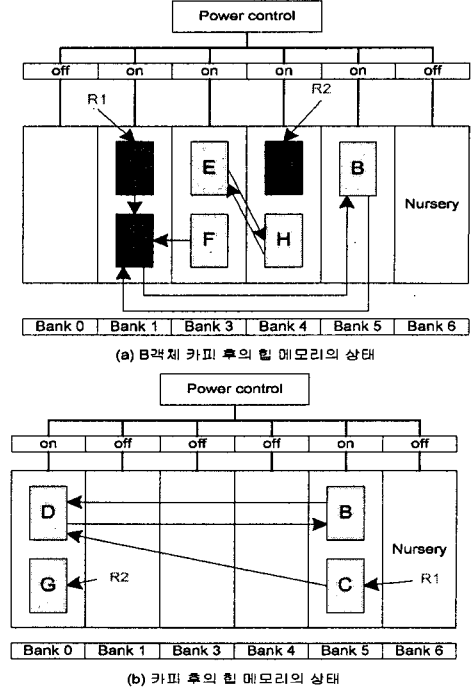 Power control
off on on on on off
R1 R2
E B
Nursery
F H
Bank 0 Bank 1 Bank 3 Bank 4 Bank 5 Bank 6
(a) B객체 카피 후의 힙 메모리의 상태
Power control
on off off off on off
D B
Nursery
G R2 C R1
Bank 0 Bank 1 Bank 3 Bank 4 Bank 5 Bank 6
(b) 카피 후의 힙 메모리의 상태